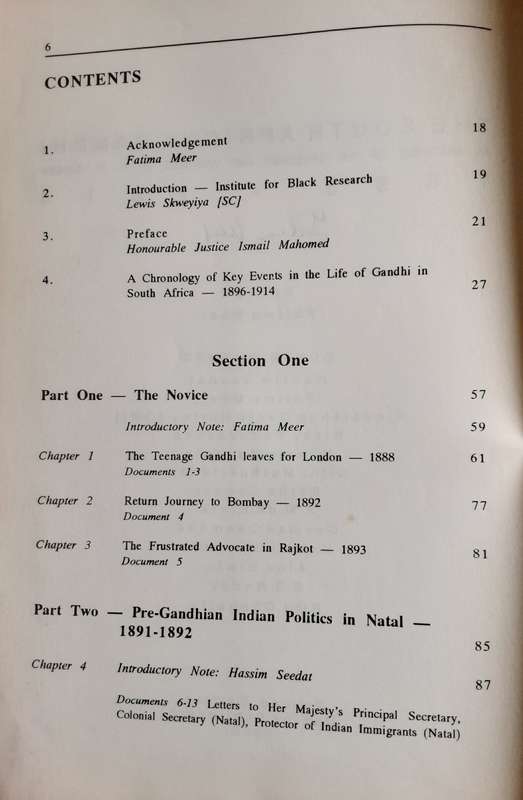 6
CONTENTS
1. Acknowledgement 18
Fatima Meer
2. Introduction — Institute for Black Research 19
Lewis Skweyiya [SC]
3. Preface 21
Honourable Justice Ismail Mahomed
4. A Chronology of Key Events in the Life of Gandhi in
South Africa — 1896-1914 27
Section One
Part One — The Novice 57
Introductory Note: Fatima Meer 59
Chapter 1 The Teenage Gandhi leaves for London — 1888 61
Documents 1-3
Chapter 2 Return Journey to Bombay — 1892 77
Document 4
Chapter 3 The Frustrated Advocate in Rajkot — 1893 81
Document 5
Part Two — Pre-Gandhian Indian Politics in Natal —
1891-1892 85
Chapter 4 Introductory Note: Hassim Seedat 87
Documents 6-13 Letters to Her Majesty's Principal Secretary,
Colonial Secretary (Natal), Protector of Indian Immigrants (Natal)